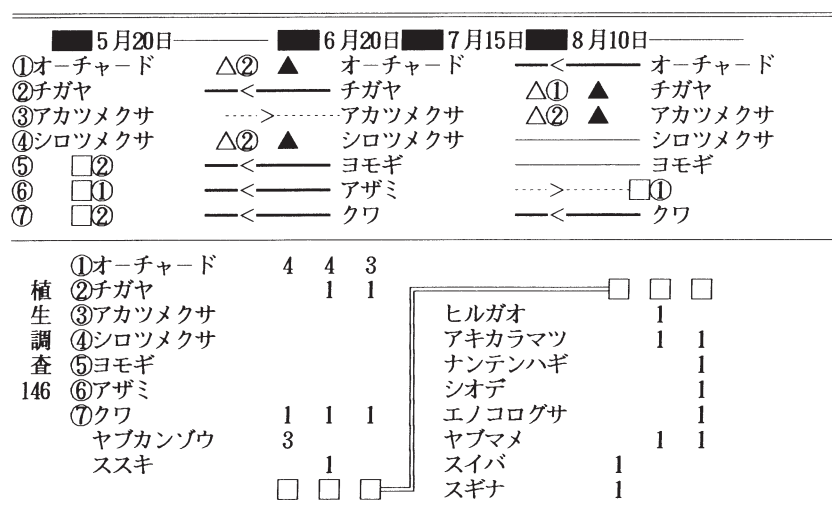 5月20日 6月20日 7月15日 8月10日
①オーチャード △② ▲ オーチャード ─<─ オーチャード
②チガヤ ─<─ チガヤ △① ▲ チガヤ
③アカツメクサ ……>……アカツメクサ △② ▲ アカツメクサ
④シロツメクサ △② ▲ シロツメクサ シロツメクサ
⑤ □② ─<─ ヨモギ ヨモギ
⑥ □① ─<─ アザミ ……>……□①
⑦ □② ─<─ クワ ─<─ クワ
植生調査146
①オーチャード 4 4 3
②チガヤ 1 1
③アカツメクサ
④シロツメクサ
⑤ヨモギ
⑥アザミ
⑦クワ 1 1 1
ヤブカンゾウ 3
ススキ 1
□ □ □
□ □ □
ヒルガオ 1
アキカラマツ 1 1
ナンテンハギ 1
シオデ 1
エノコログサ 1
ヤブマメ 1 1
スイバ 1
スギナ 1